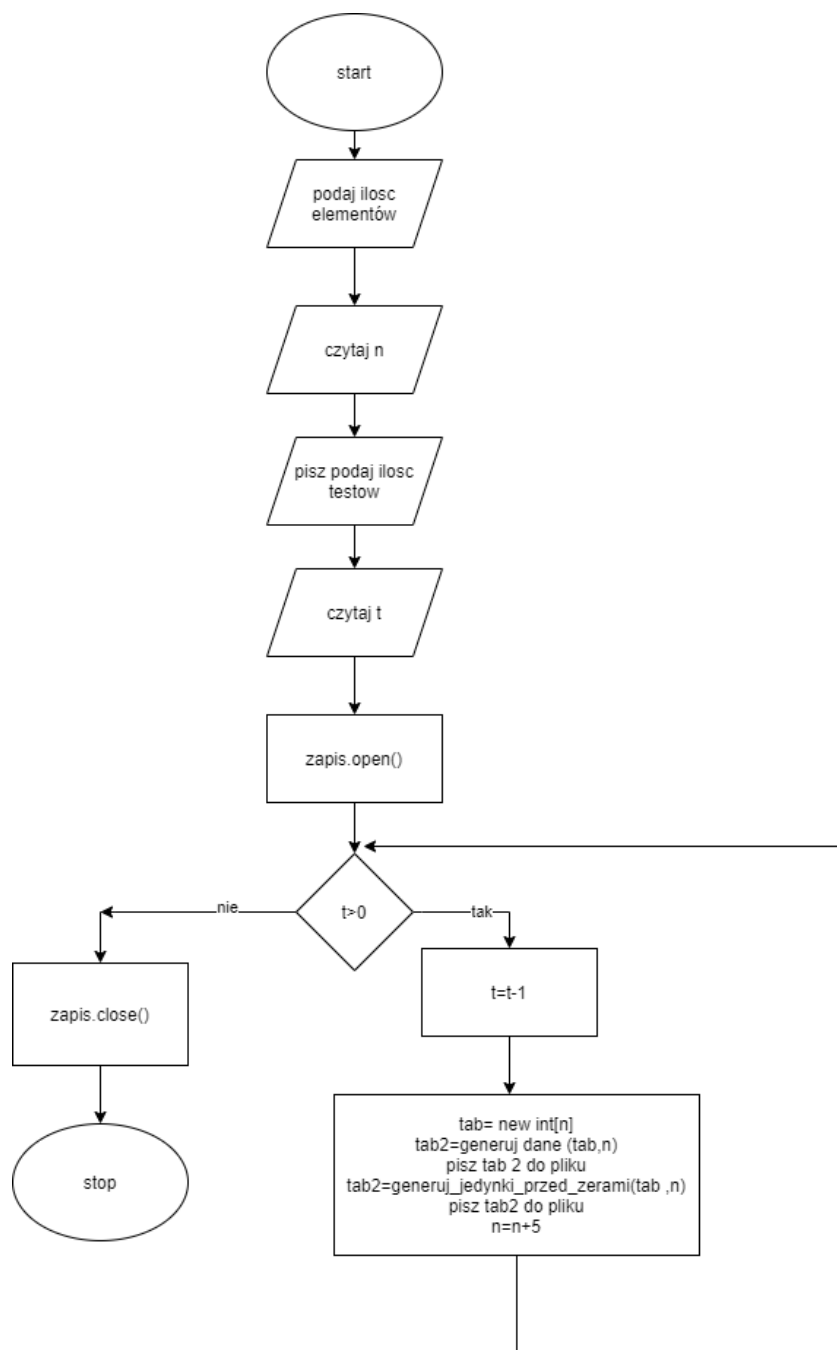 start
podaj ilosc
elementów
czytaj n
pisz podaj ilosc
testow
czytaj t
zapis.open()
t>0
nie
tak
zapis.close()
t=t-1
stop
tab= new int[n]
tab2=generuj dane (tab,n)
pisz tab 2 do pliku
tab2=generuj_jedynki_przed_zerami(tab ,n)
pisz tab2 do pliku
n=n+5